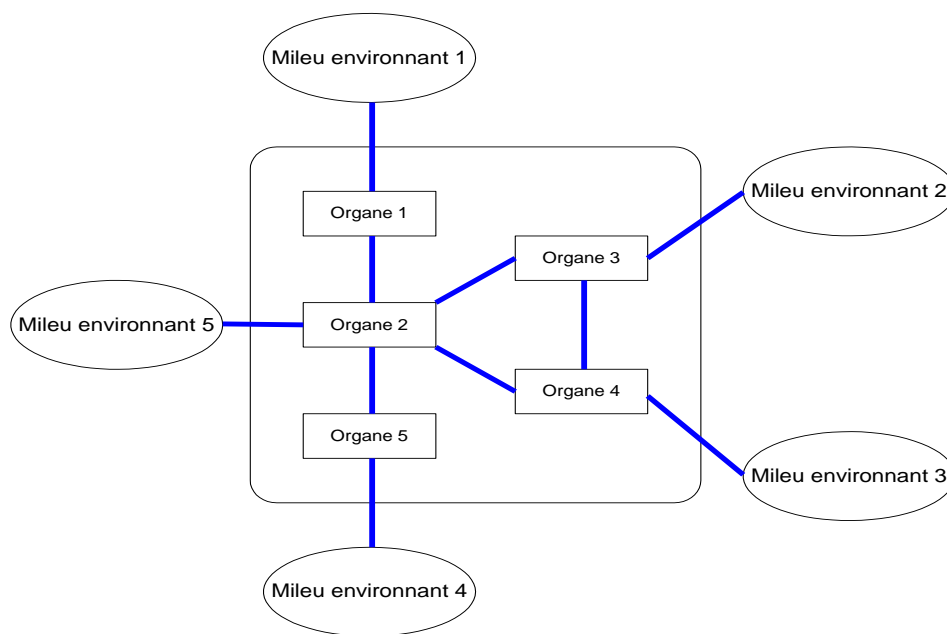 Mileu environnant 1
Mileu environnant 2
Organe 1
Organe 3
Mileu environnant 5
Organe 2
Organe 4
Organe 5
Mileu environnant 3
Mileu environnant 4